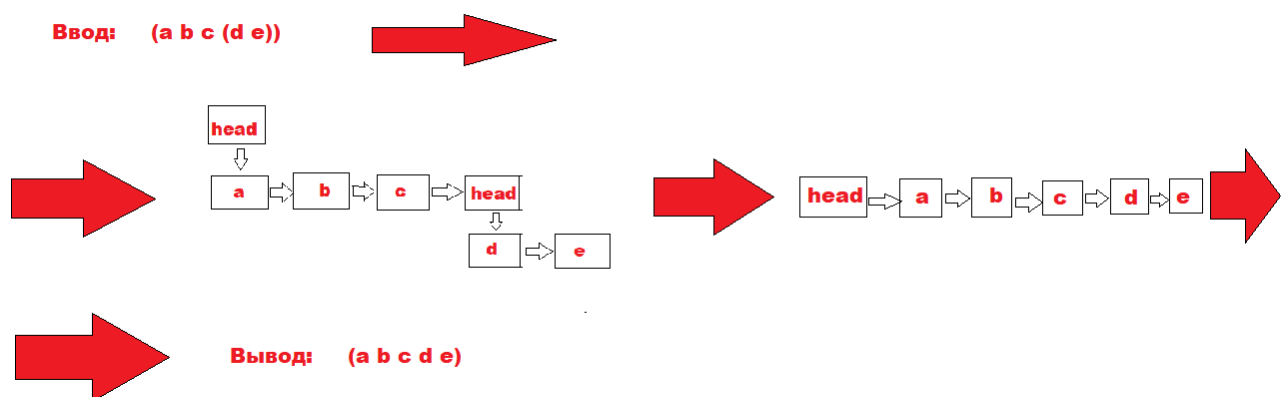 Ввод: (a b c (d e))
head
a b c head
d e
head a b c d e
Вывод: (a b c d e)